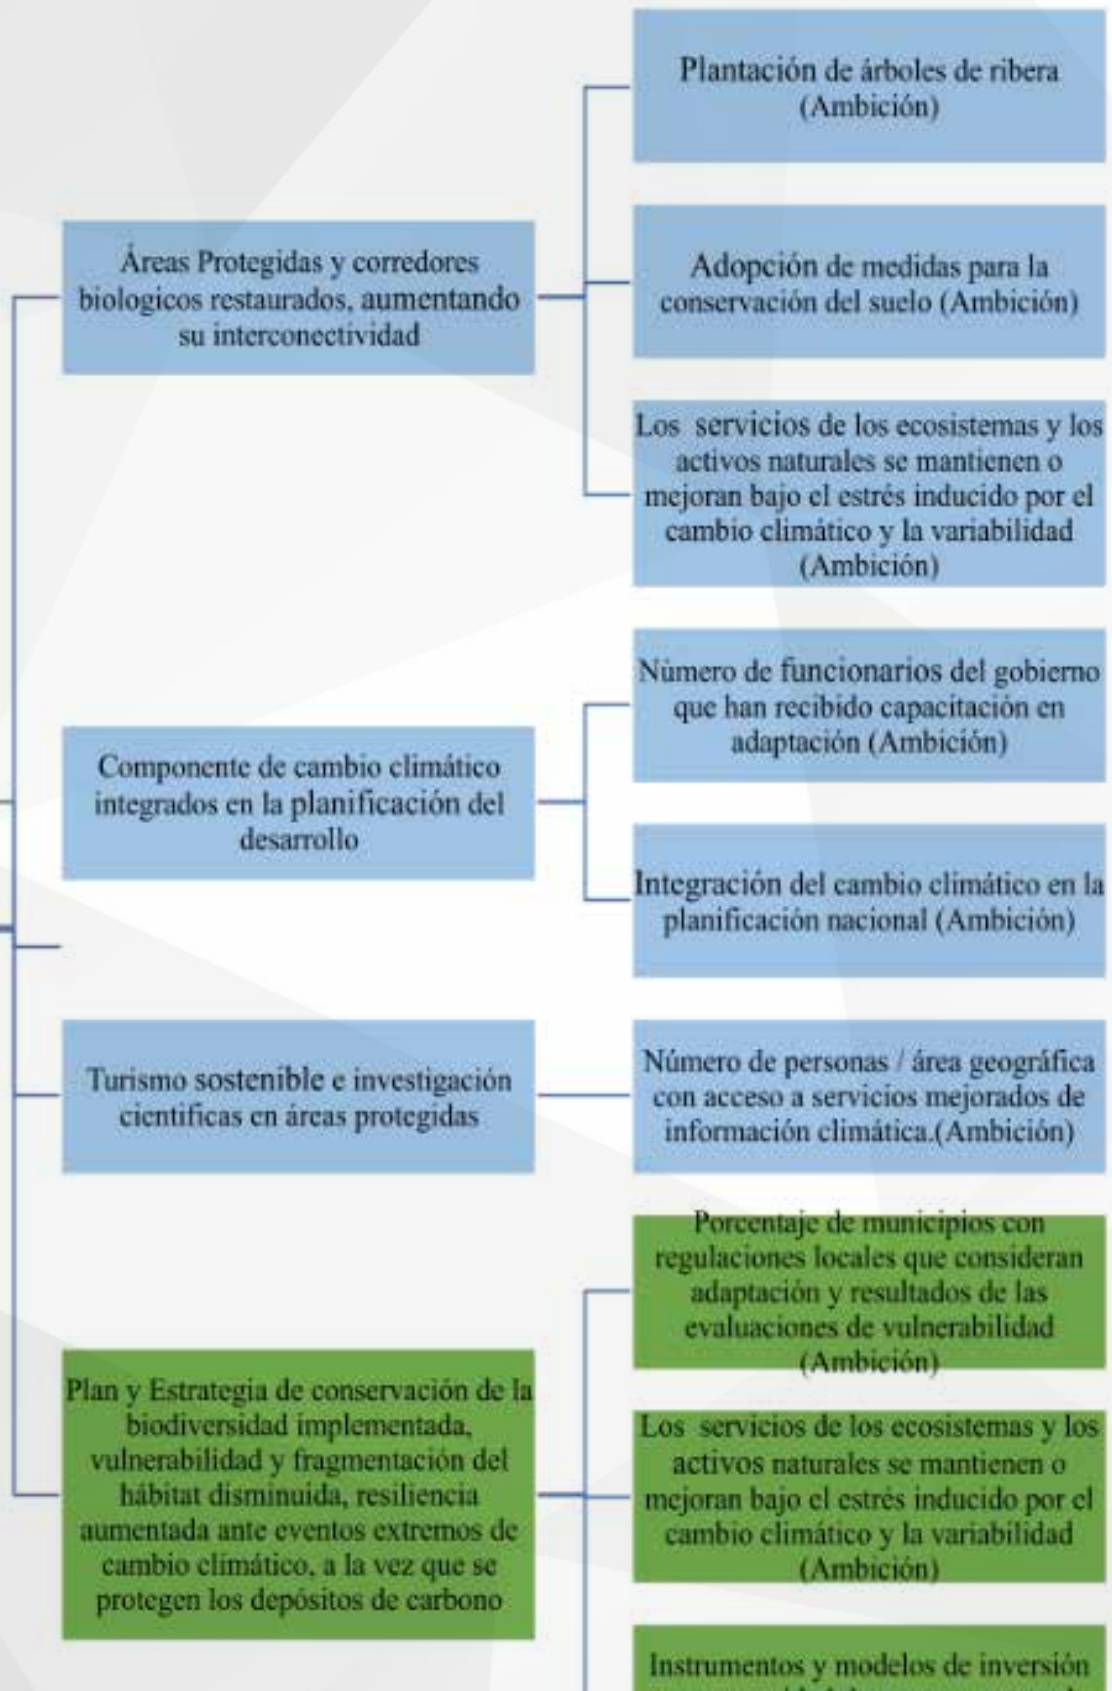 Plantación de árboles de ribera
(Ambición)
Áreas Protegidas y corredores
biologicos restaurados, aumentando
su interconectividad
Adopción de medidas para la
conservación del suelo (Ambición)
Los servicios de los ecosistemas y los
activos naturales se mantienen o
mejoran bajo el estrés inducido por el
cambio climático y la variabilidad
(Ambición)
Componente de cambio climático
integrados en la planificación del
desarrollo
Número de funcionarios del gobierno
que han recibido capacitación en
adaptación (Ambición)
Integración del cambio climático en la
planificación nacional (Ambición)
Turismo sostenible e investigación
cientificas en áreas protegidas
Número de personas / área geográfica
con acceso a servicios mejorados de
información climática.(Ambición)
Plan y Estrategia de conservación de la
biodiversidad implementada,
vulnerabilidad y fragmentación del
hábitat disminuida, resiliencia
aumentada ante eventos extremos de
cambio climático, a la vez que se
protegen los depósitos de carbono
Porcentaje de municipios con
regulaciones locales que consideran
adaptación y resultados de las
evaluaciones de vulnerabilidad
(Ambición)
Los servicios de los ecosistemas y los
activos naturales se mantienen o
mejoran bajo el estrés inducido por el
cambio climático y la variabilidad
(Ambición)
Instrumentos y modelos de inversión